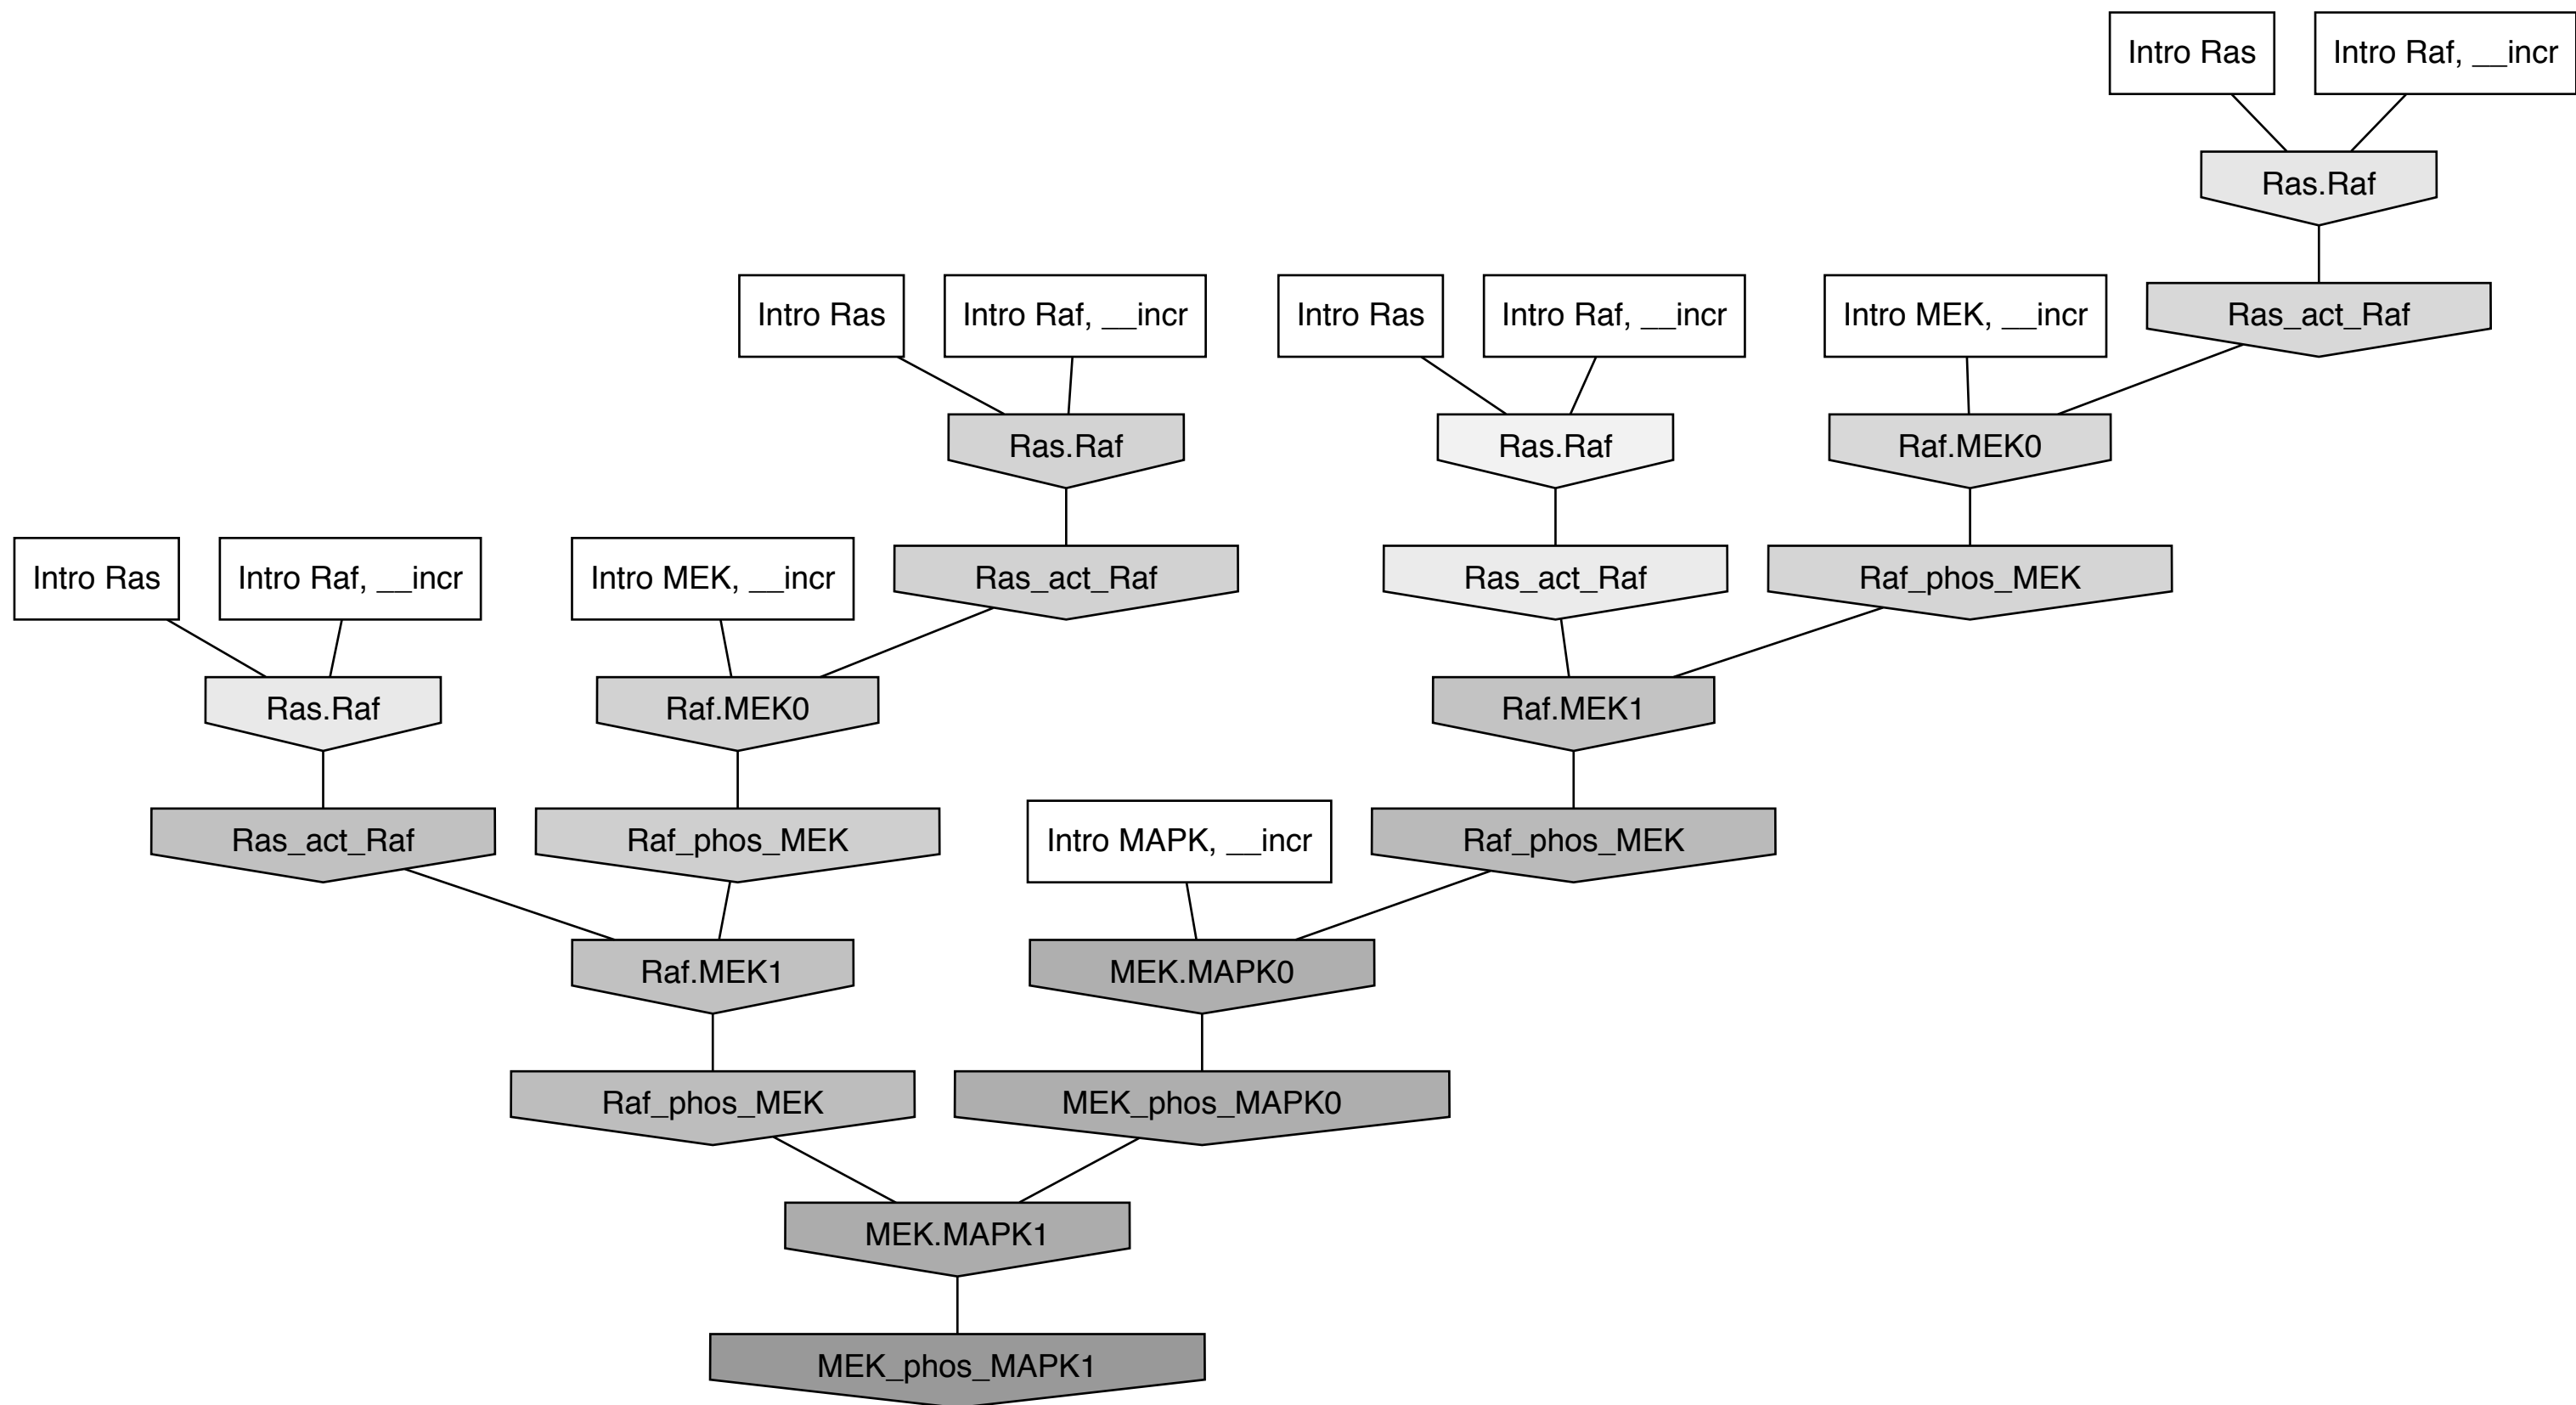 Intro Ras
Intro Raf, __incr
Ras.Raf
Intro Ras
Intro Raf, __incr
Intro Ras
Intro Raf, __incr
Intro MEK, __incr
Ras_act_Raf
Ras.Raf
Ras.Raf
Raf.MEK0
Intro Ras
Intro Raf, __incr
Intro MEK, __incr
Ras_act_Raf
Ras_act_Raf
Raf_phos_MEK
Ras.Raf
Raf.MEK0
Raf.MEK1
Ras_act_Raf
Raf_phos_MEK
Intro MAPK, __incr
Raf_phos_MEK
Raf.MEK1
MEK.MAPK0
Raf_phos_MEK
MEK_phos_MAPK0
MEK.MAPK1
MEK_phos_MAPK1